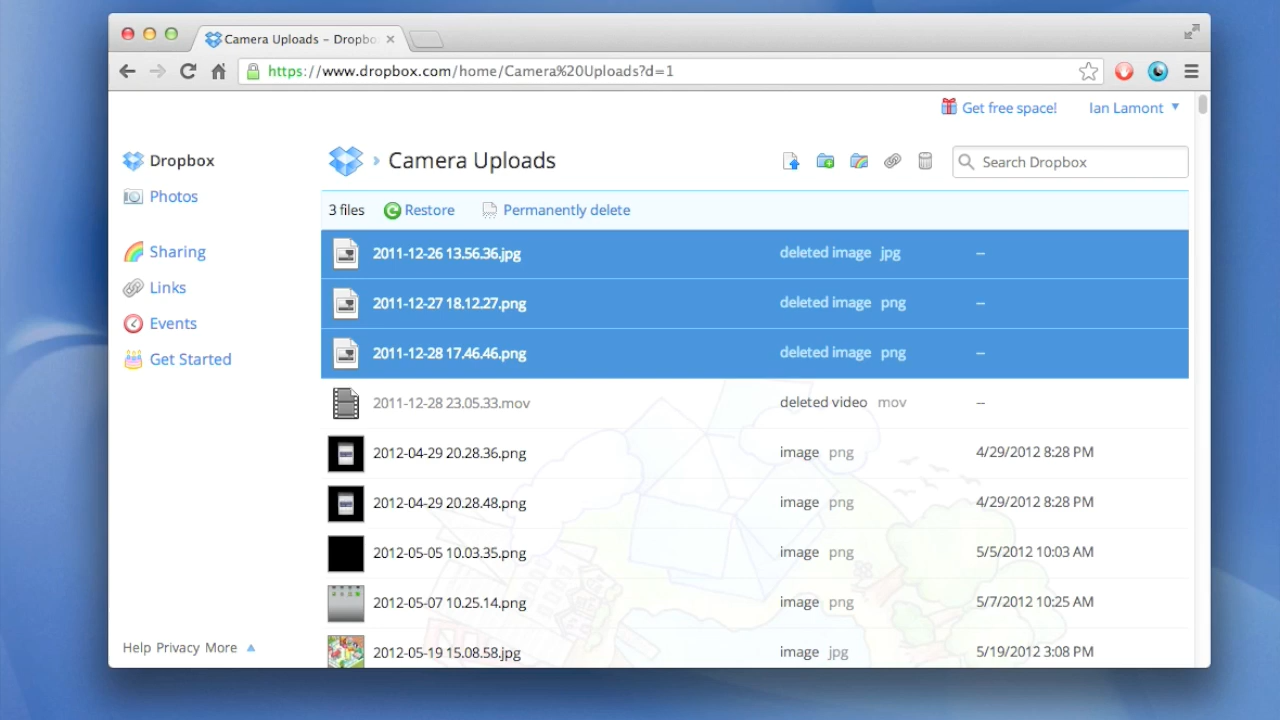 Camera Uploads – Dropbo
https://www.dropbox.com/home/Camera%20Uploads?d=1
Get free space! Ian Lamont
Dropbox
Photos
Sharing
Links
Events
Get Started
Help Privacy More
Camera Uploads
Search Dropbox
3 files Restore Permanently delete
2011-12-26 13.56.36.jpg deleted image jpg --
2011-12-27 18.12.27.png deleted image png --
2011-12-28 17.46.46.png deleted image png --
2011-12-28 23.05.33.mov deleted video mov --
2012-04-29 20.28.36.png image png 4/29/2012 8:28 PM
2012-04-29 20.28.48.png image png 4/29/2012 8:28 PM
2012-05-05 10.03.35.png image png 5/5/2012 10:03 AM
2012-05-07 10.25.14.png image png 5/7/2012 10:25 AM
2012-05-19 15.08.58.jpg image jpg 5/19/2012 3:08 PM